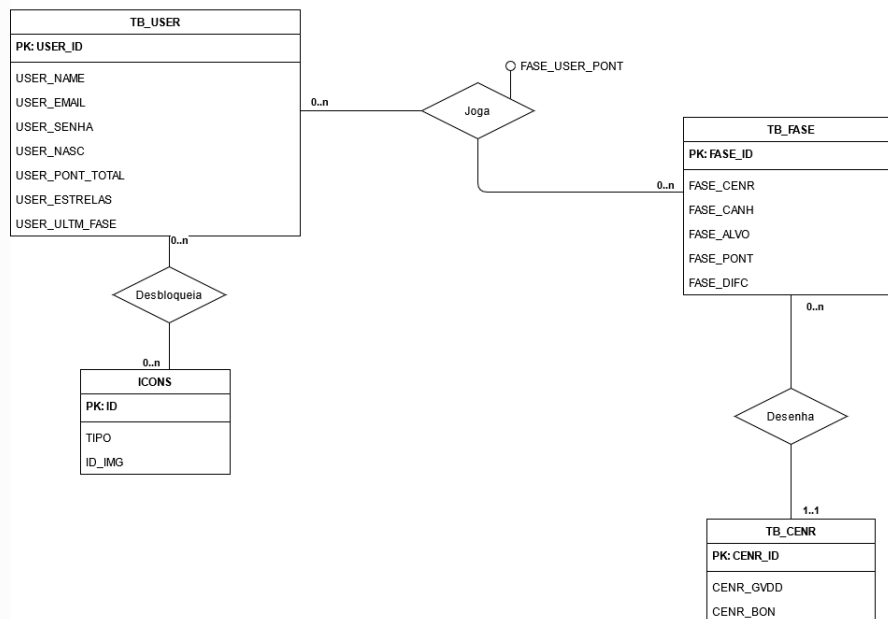 TB_USER
PK: USER_ID
USER_NAME
USER_EMAIL
USER_SENHA
USER_NASC
USER_PONT_TOTAL
USER_ESTRELAS
USER_ULTM_FASE
0..n
Joga
FASE_USER_PONT
0..n
TB_FASE
PK: FASE_ID
FASE_CENR
FASE_CANH
FASE_ALVO
FASE_PONT
FASE_DIFC
0..n
Desbloqueia
0..n
ICONS
PK: ID
TIPO
ID_IMG
0..n
Desenha
1..1
TB_CENR
PK: CENR_ID
CENR_GVDD
CENR_BON